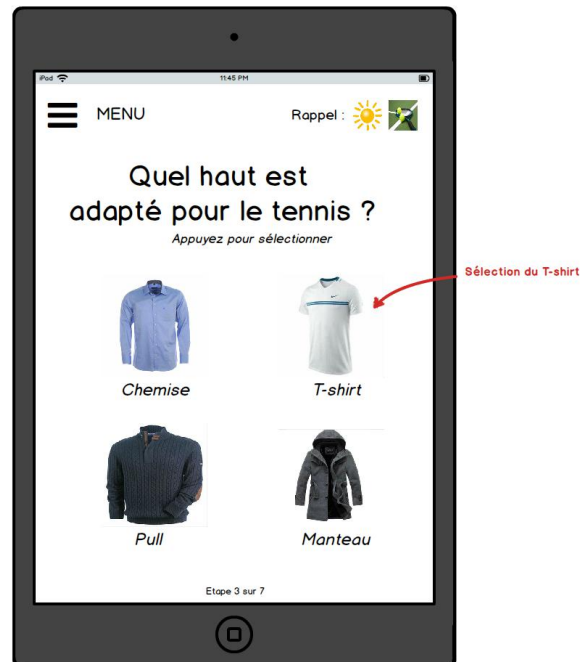 iPod
11:45 PM
MENU
Rappel :
Quel haut est
adapté pour le tennis ?
Appuyez pour sélectionner
Sélection du T-shirt
Chemise
T-shirt
Pull
Manteau
Etape 3 sur 7